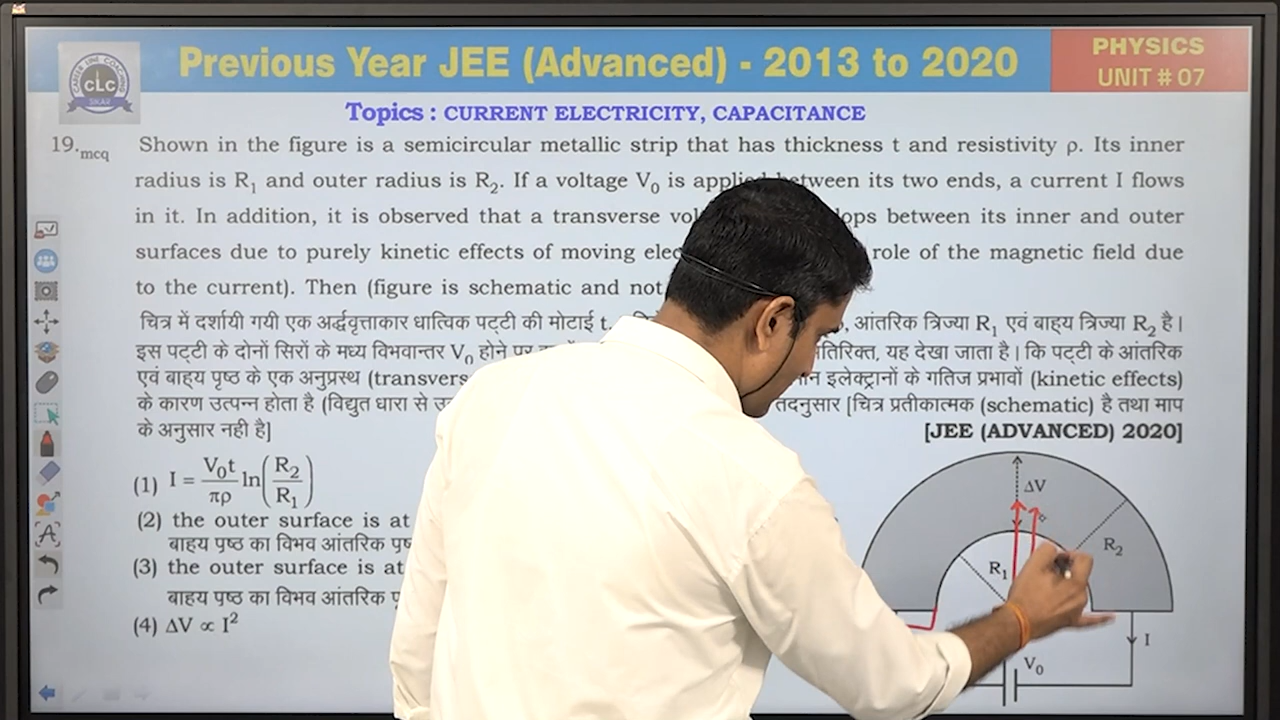 Previous Year JEE (Advanced) - 2013 to 2020
PHYSICS
UNIT # 07
CLC
SIKAR
Topics : CURRENT ELECTRICITY, CAPACITANCE
19.mcq Shown in the figure is a semicircular metallic strip that has thickness t and resistivity ρ. Its inner
radius is R₁ and outer radius is R₂. If a voltage V₀ is applied between its two ends, a current I flows
in it. In addition, it is observed that a transverse between its inner and outer
surfaces due to purely kinetic effects of moving role of the magnetic field due
to the current). Then (figure is schematic and not
चित्र में दर्शायी गयी एक अर्द्धवृत्ताकार धात्विक पट्टी की मोटाई t, आंतरिक त्रिज्या R₁ एवं बाह्य त्रिज्या R₂ है।
इस पट्टी के दोनों सिरों के मध्य विभवान्तर V₀ होने पर यह देखा जाता है। कि पट्टी के आंतरिक
एवं बाह्य पृष्ठ के एक अनुप्रस्थ इलेक्ट्रानों के गतिज प्रभावों (kinetic effects)
के कारण उत्पन्न होता है (विद्युत धारा से तदनुसार [चित्र प्रतीकात्मक (schematic) है तथा माप
के अनुसार नही है]
[JEE (ADVANCED) 2020]
(1) I = V₀t/πρ ln(R₂/R₁)
(2) the outer surface is at
बाह्य पृष्ठ का विभव आंतरिक
(3) the outer surface is at
बाह्य पृष्ठ का विभव आंतरिक
(4) ΔV ∝ I²
ΔV
R₁
R₂
I
V₀